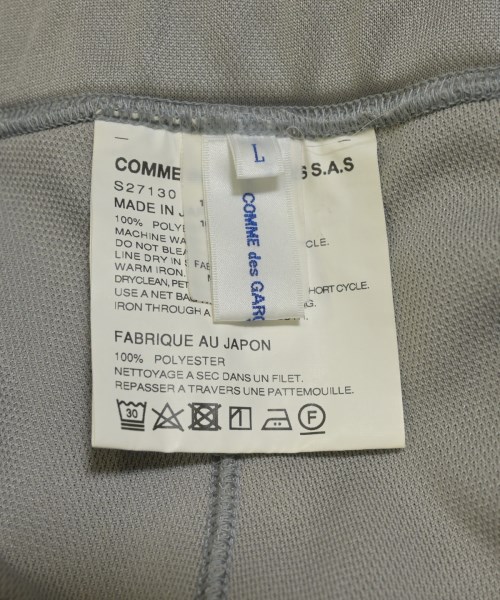 COMME S S.A.S
S27130
MADE IN
100% POLYE
MACHINE WA CLE.
DO NOT BLEA
LINE DRY IN S
WARM IRON.
DRYCLEAN, PET HORT CYCLE.
USE A NET BA NG.
IRON THROUGH A
L
COMME des GARÇ
FABRIQUE AU JAPON
100% POLYESTER
NETTOYAGE A SEC DANS UN FILET.
REPASSER A TRAVERS UNE PATTEMOUILLE.
30 F